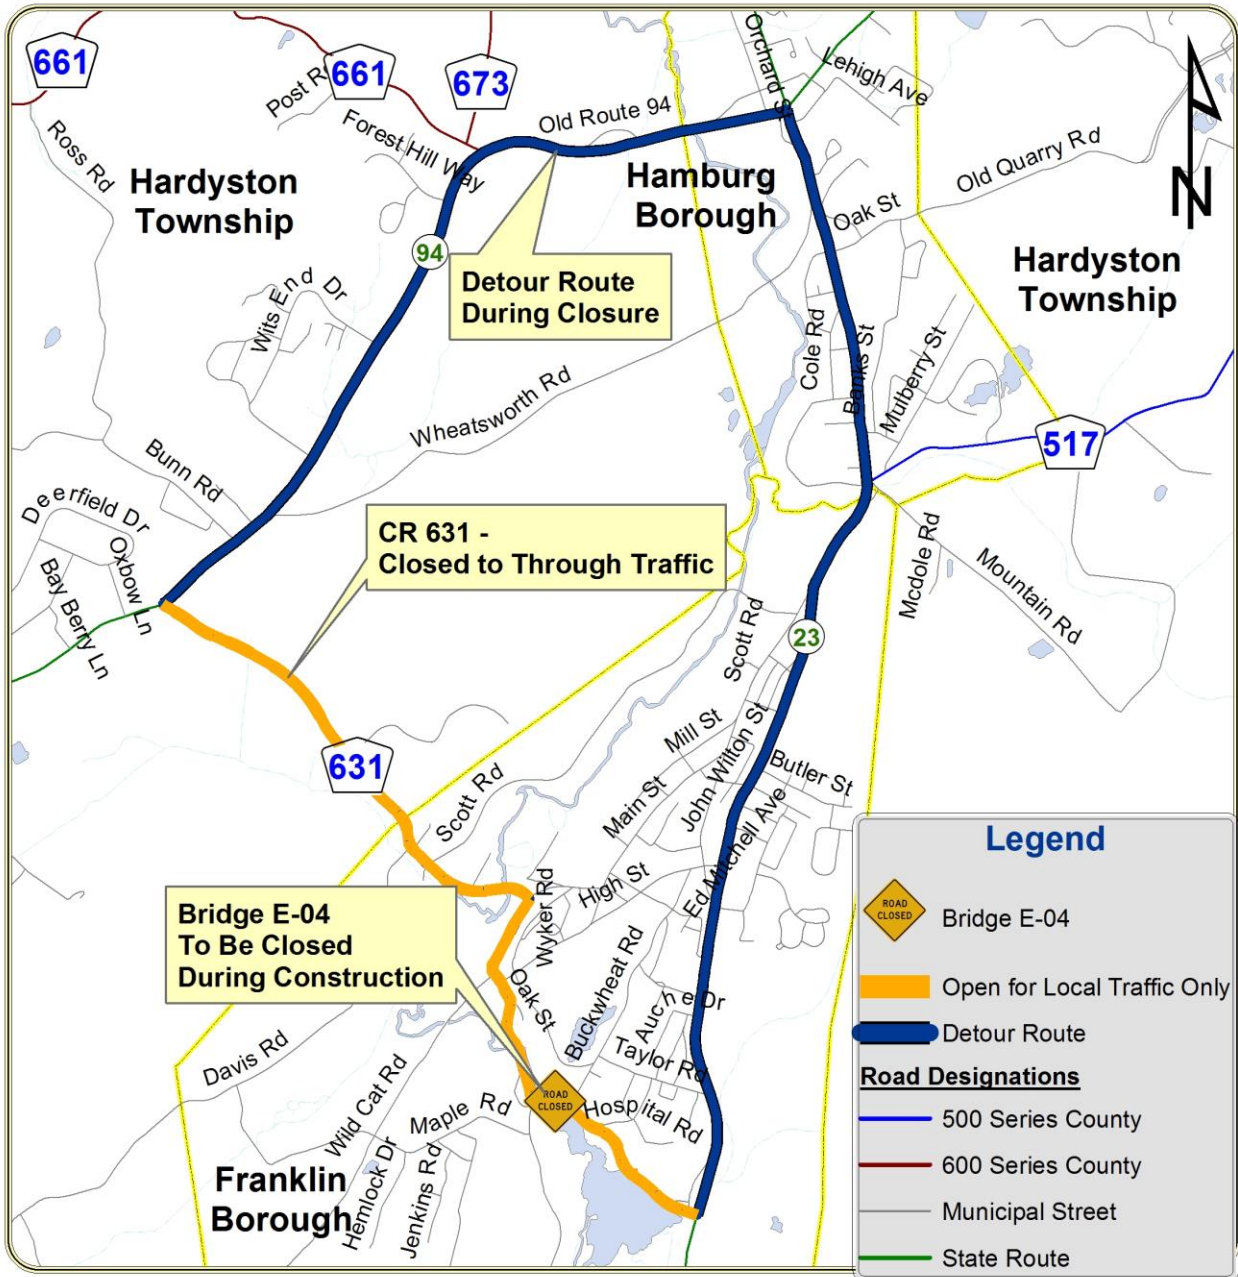 661
661
673
Post Rd
Orchard St
Lehigh Ave
Old Route 94
Forest Hill Way
Ross Rd
Hardyston
Township
Hamburg
Borough
Old Quarry Rd
Oak St
N
94
Hardyston
Township
Detour Route
During Closure
Wits End Dr
Cole Rd
Banks St
Mulberry St
Wheatsworth Rd
517
Bunn Rd
Deerfield Dr
Oxbow Ln
Bay Berry Ln
CR 631 -
Closed to Through Traffic
Mcdole Rd
Mountain Rd
Scott Rd
23
Mill St
John Wilton St
Butler St
631
Scott Rd
Main St
Ed Mitchell Ave
High St
Wyker Rd
Bridge E-04
To Be Closed
During Construction
Oak St
Buckwheat Rd
Auche Dr
Taylor Rd
Davis Rd
Wild Cat Rd
Maple Rd
ROAD
CLOSED
Hospital Rd
Hemlock Dr
Jenkins Rd
Franklin
Borough
Legend
ROAD
CLOSED
Bridge E-04
Open for Local Traffic Only
Detour Route
Road Designations
500 Series County
600 Series County
Municipal Street
State Route